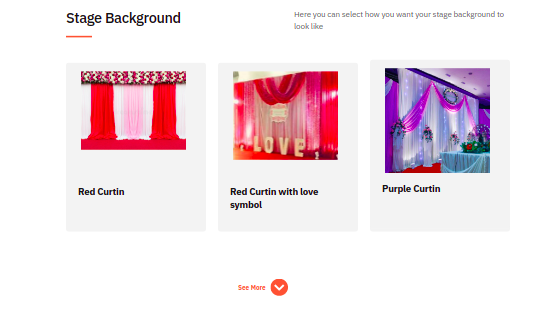 Stage Background
Here you can select how you want your stage background to
look like
LOVE
Red Curtin
Red Curtin with love
symbol
Purple Curtin
See More